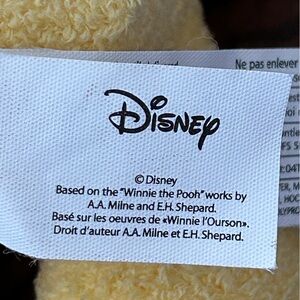 Ne pas enlever
Disney
© Disney
Based on the "Winnie the Pooh" works by
A.A. Milne and E.H. Shepard.
Basé sur les oeuvres de «Winnie l'Ourson».
Droit d'auteur A.A. Milne et E.H. Shepard.